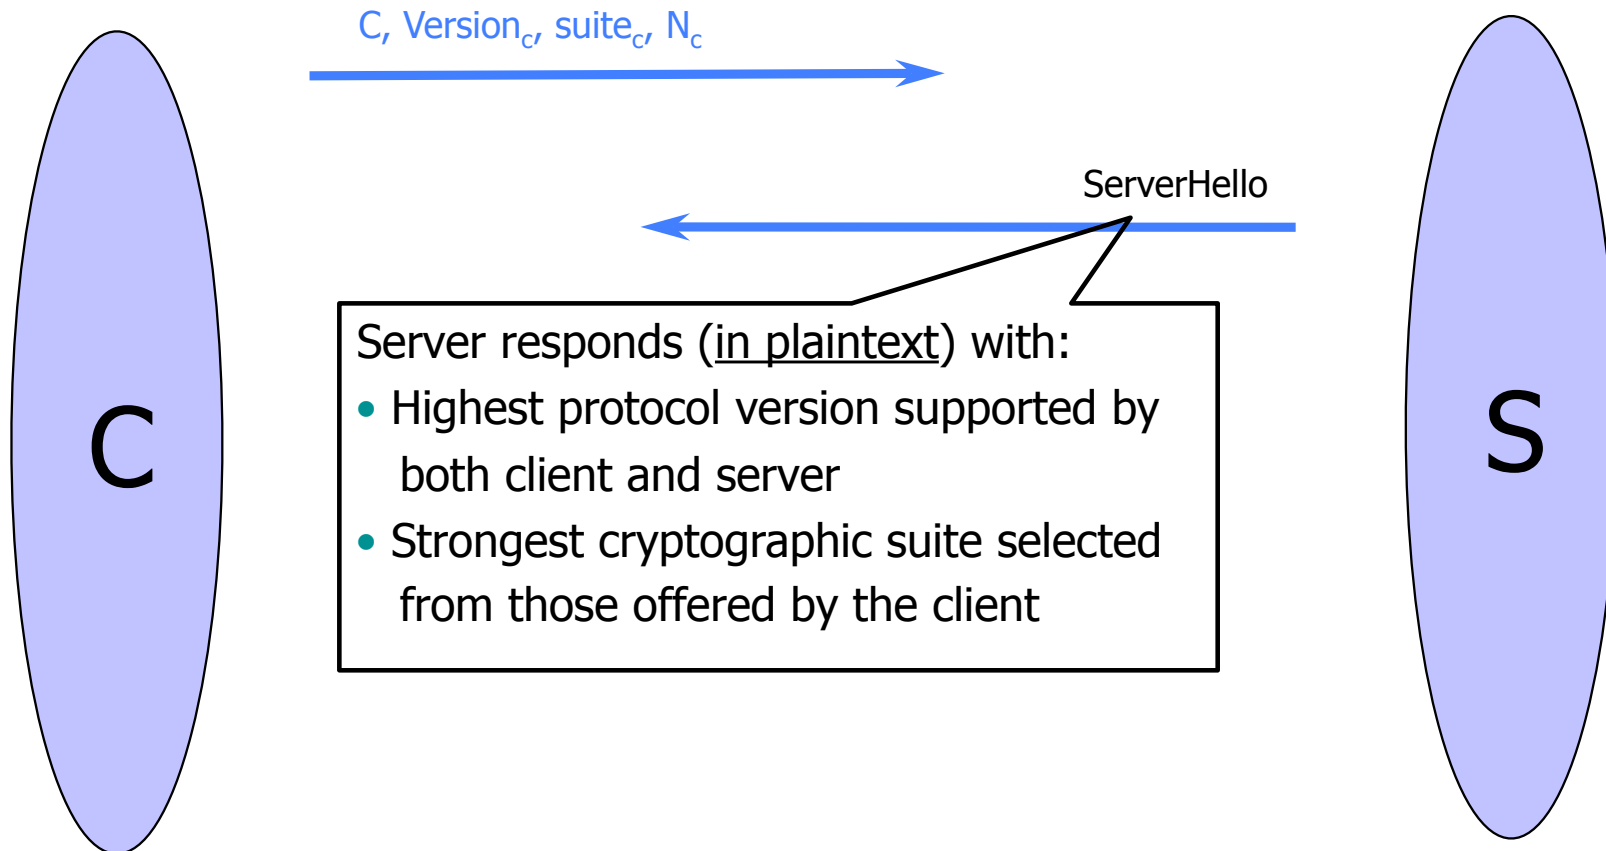 C, Version_c, suite_c, N_c
ServerHello
Server responds (in plaintext) with:
• Highest protocol version supported by
both client and server
• Strongest cryptographic suite selected
from those offered by the client
C
S